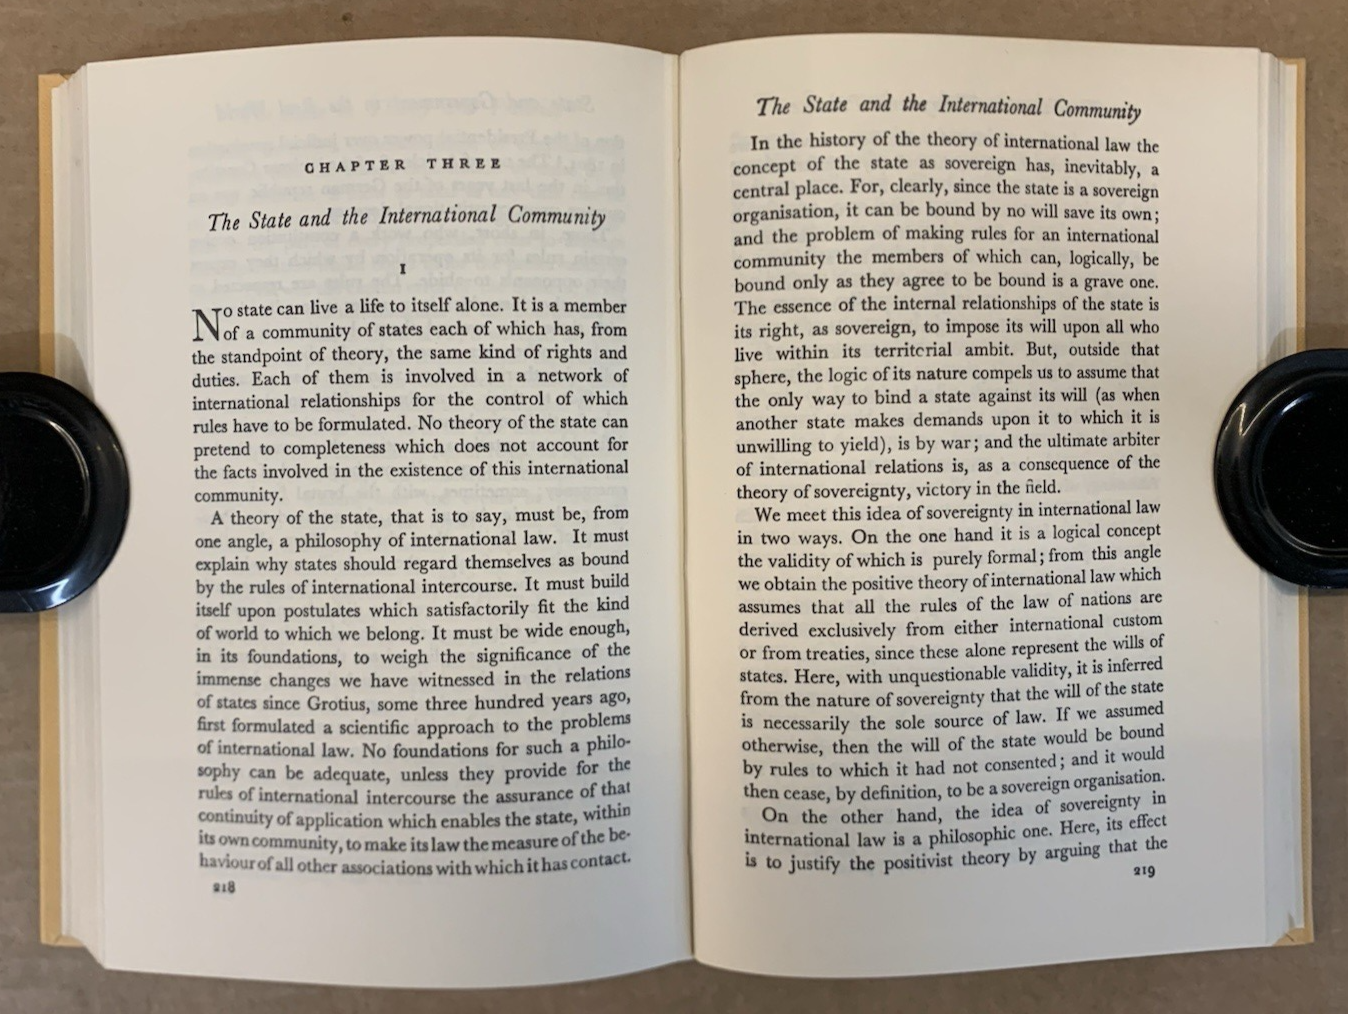 CHAPTER THREE
The State and the International Community
I
No state can live a life to itself alone. It is a member
of a community of states each of which has, from
the standpoint of theory, the same kind of rights and
duties. Each of them is involved in a network of
international relationships for the control of which
rules have to be formulated. No theory of the state can
pretend to completeness which does not account for
the facts involved in the existence of this international
community.
A theory of the state, that is to say, must be, from
one angle, a philosophy of international law. It must
explain why states should regard themselves as bound
by the rules of international intercourse. It must build
itself upon postulates which satisfactorily fit the kind
of world to which we belong. It must be wide enough,
in its foundations, to weigh the significance of the
immense changes we have witnessed in the relations
of states since Grotius, some three hundred years ago,
first formulated a scientific approach to the problems
of international law. No foundations for such a philo-
sophy can be adequate, unless they provide for the
rules of international intercourse the assurance of that
continuity of application which enables the state, within
its own community, to make its law the measure of the be-
haviour of all other associations with which it has contact.
218
The State and the International Community
In the history of the theory of international law the
concept of the state as sovereign has, inevitably, a
central place. For, clearly, since the state is a sovereign
organisation, it can be bound by no will save its own;
and the problem of making rules for an international
community the members of which can, logically, be
bound only as they agree to be bound is a grave one.
The essence of the internal relationships of the state is
its right, as sovereign, to impose its will upon all who
live within its territorial ambit. But, outside that
sphere, the logic of its nature compels us to assume that
the only way to bind a state against its will (as when
another state makes demands upon it to which it is
unwilling to yield), is by war; and the ultimate arbiter
of international relations is, as a consequence of the
theory of sovereignty, victory in the field.
We meet this idea of sovereignty in international law
in two ways. On the one hand it is a logical concept
the validity of which is purely formal; from this angle
we obtain the positive theory of international law which
assumes that all the rules of the law of nations are
derived exclusively from either international custom
or from treaties, since these alone represent the wills of
states. Here, with unquestionable validity, it is inferred
from the nature of sovereignty that the will of the state
is necessarily the sole source of law. If we assumed
otherwise, then the will of the state would be bound
by rules to which it had not consented; and it would
then cease, by definition, to be a sovereign organisation.
On the other hand, the idea of sovereignty in
international law is a philosophic one. Here, its effect
is to justify the positivist theory by arguing that the
219